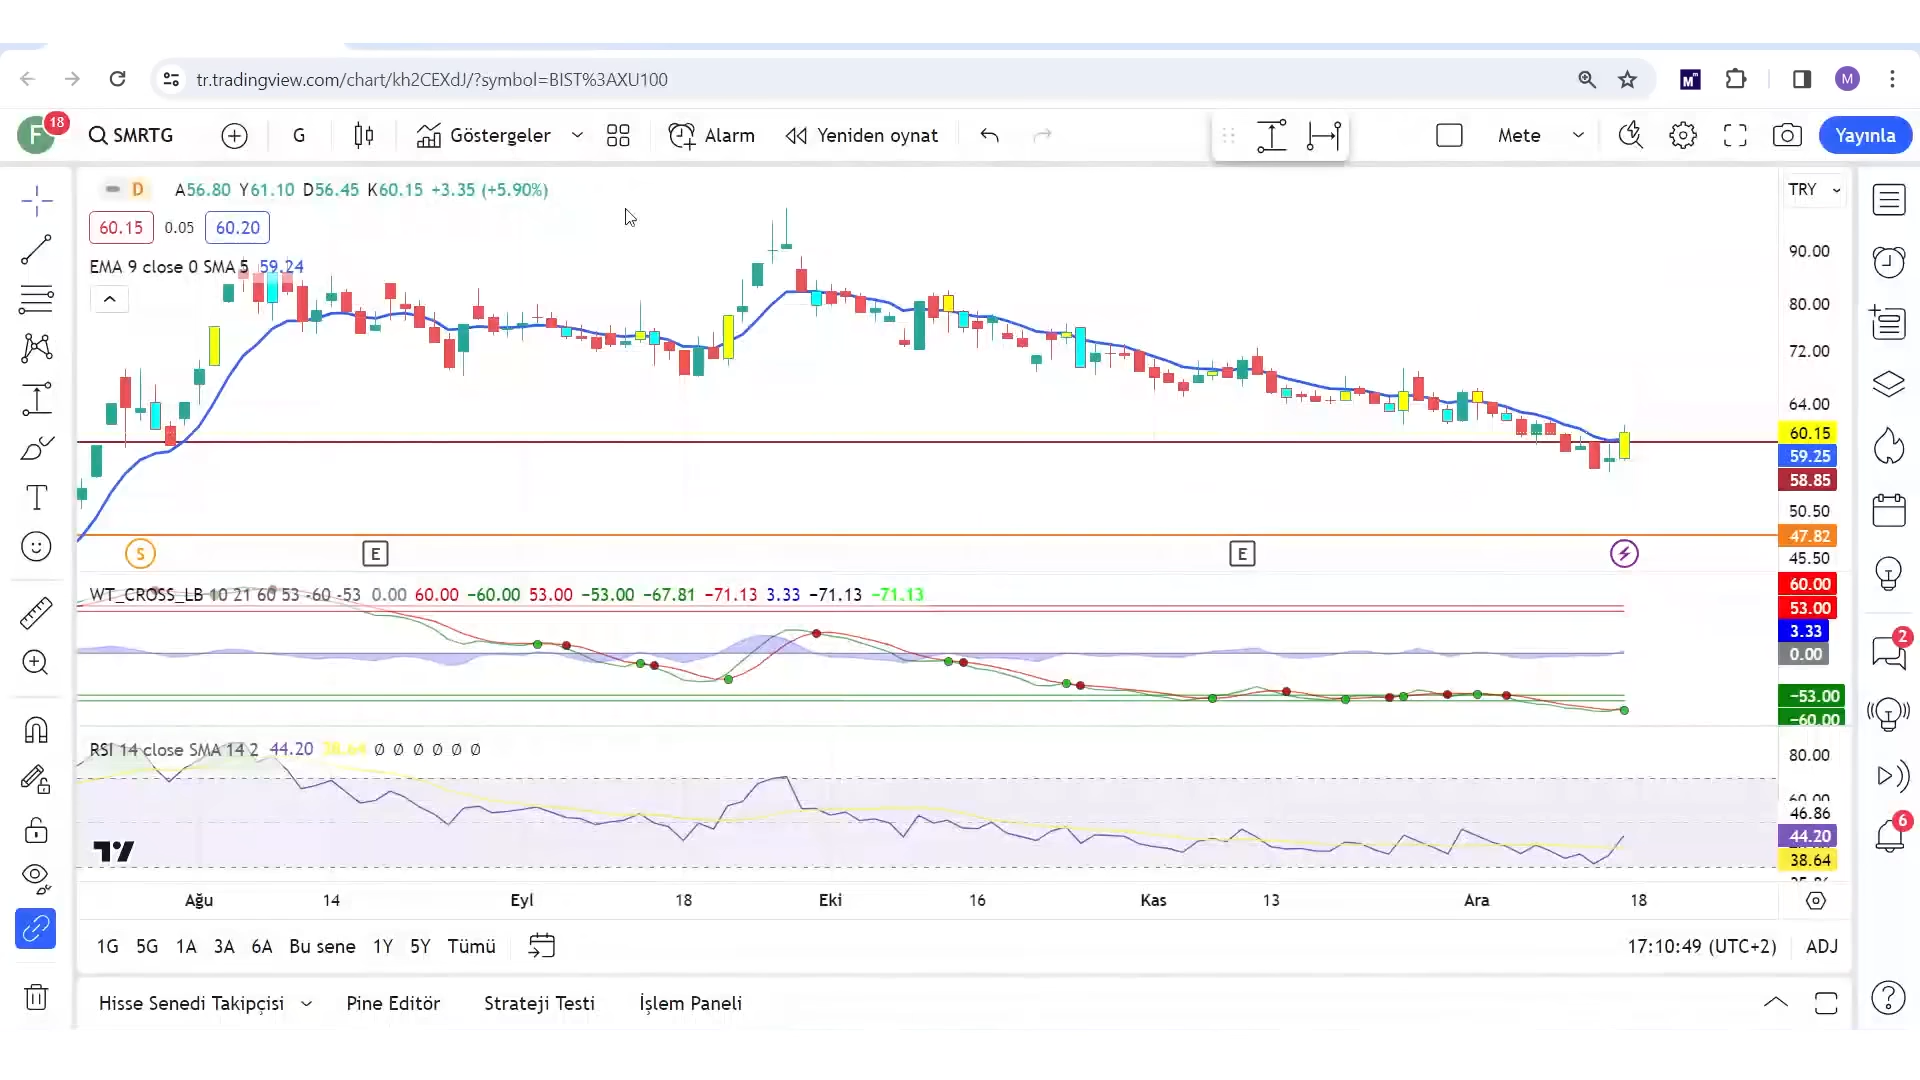 tr.tradingview.com/chart/kh2CEXdJ/?symbol=BIST%3AXU100
M
M
F
18
SMRTG
G
Göstergeler
Alarm
Yeniden oynat
Mete
Yayınla
D
A56.80 Y61.10 D56.45 K60.15 +3.35 (+5.90%)
TRY
60.15
0.05
60.20
EMA 9 close 0 SMA 5 59.24
90.00
80.00
72.00
64.00
60.15
59.25
58.85
50.50
47.82
45.50
S
E
E
WT_CROSS_LB 10 21 60 53 -60 -53 0.00 60.00 −60.00 53.00 −53.00 −67.81 −71.13 3.33 −71.13 −71.13
60.00
53.00
3.33
0.00
−53.00
−60.00
2
RSI 14 close SMA 14 2 44.20 38.64 Ø Ø Ø Ø Ø Ø
80.00
60.00
46.86
44.20
38.64
6
Ağu
14
Eyl
18
Eki
16
Kas
13
Ara
18
1G
5G
1A
3A
6A
Bu sene
1Y
5Y
Tümü
17:10:49 (UTC+2)
ADJ
Hisse Senedi Takipçisi
Pine Editör
Strateji Testi
İşlem Paneli